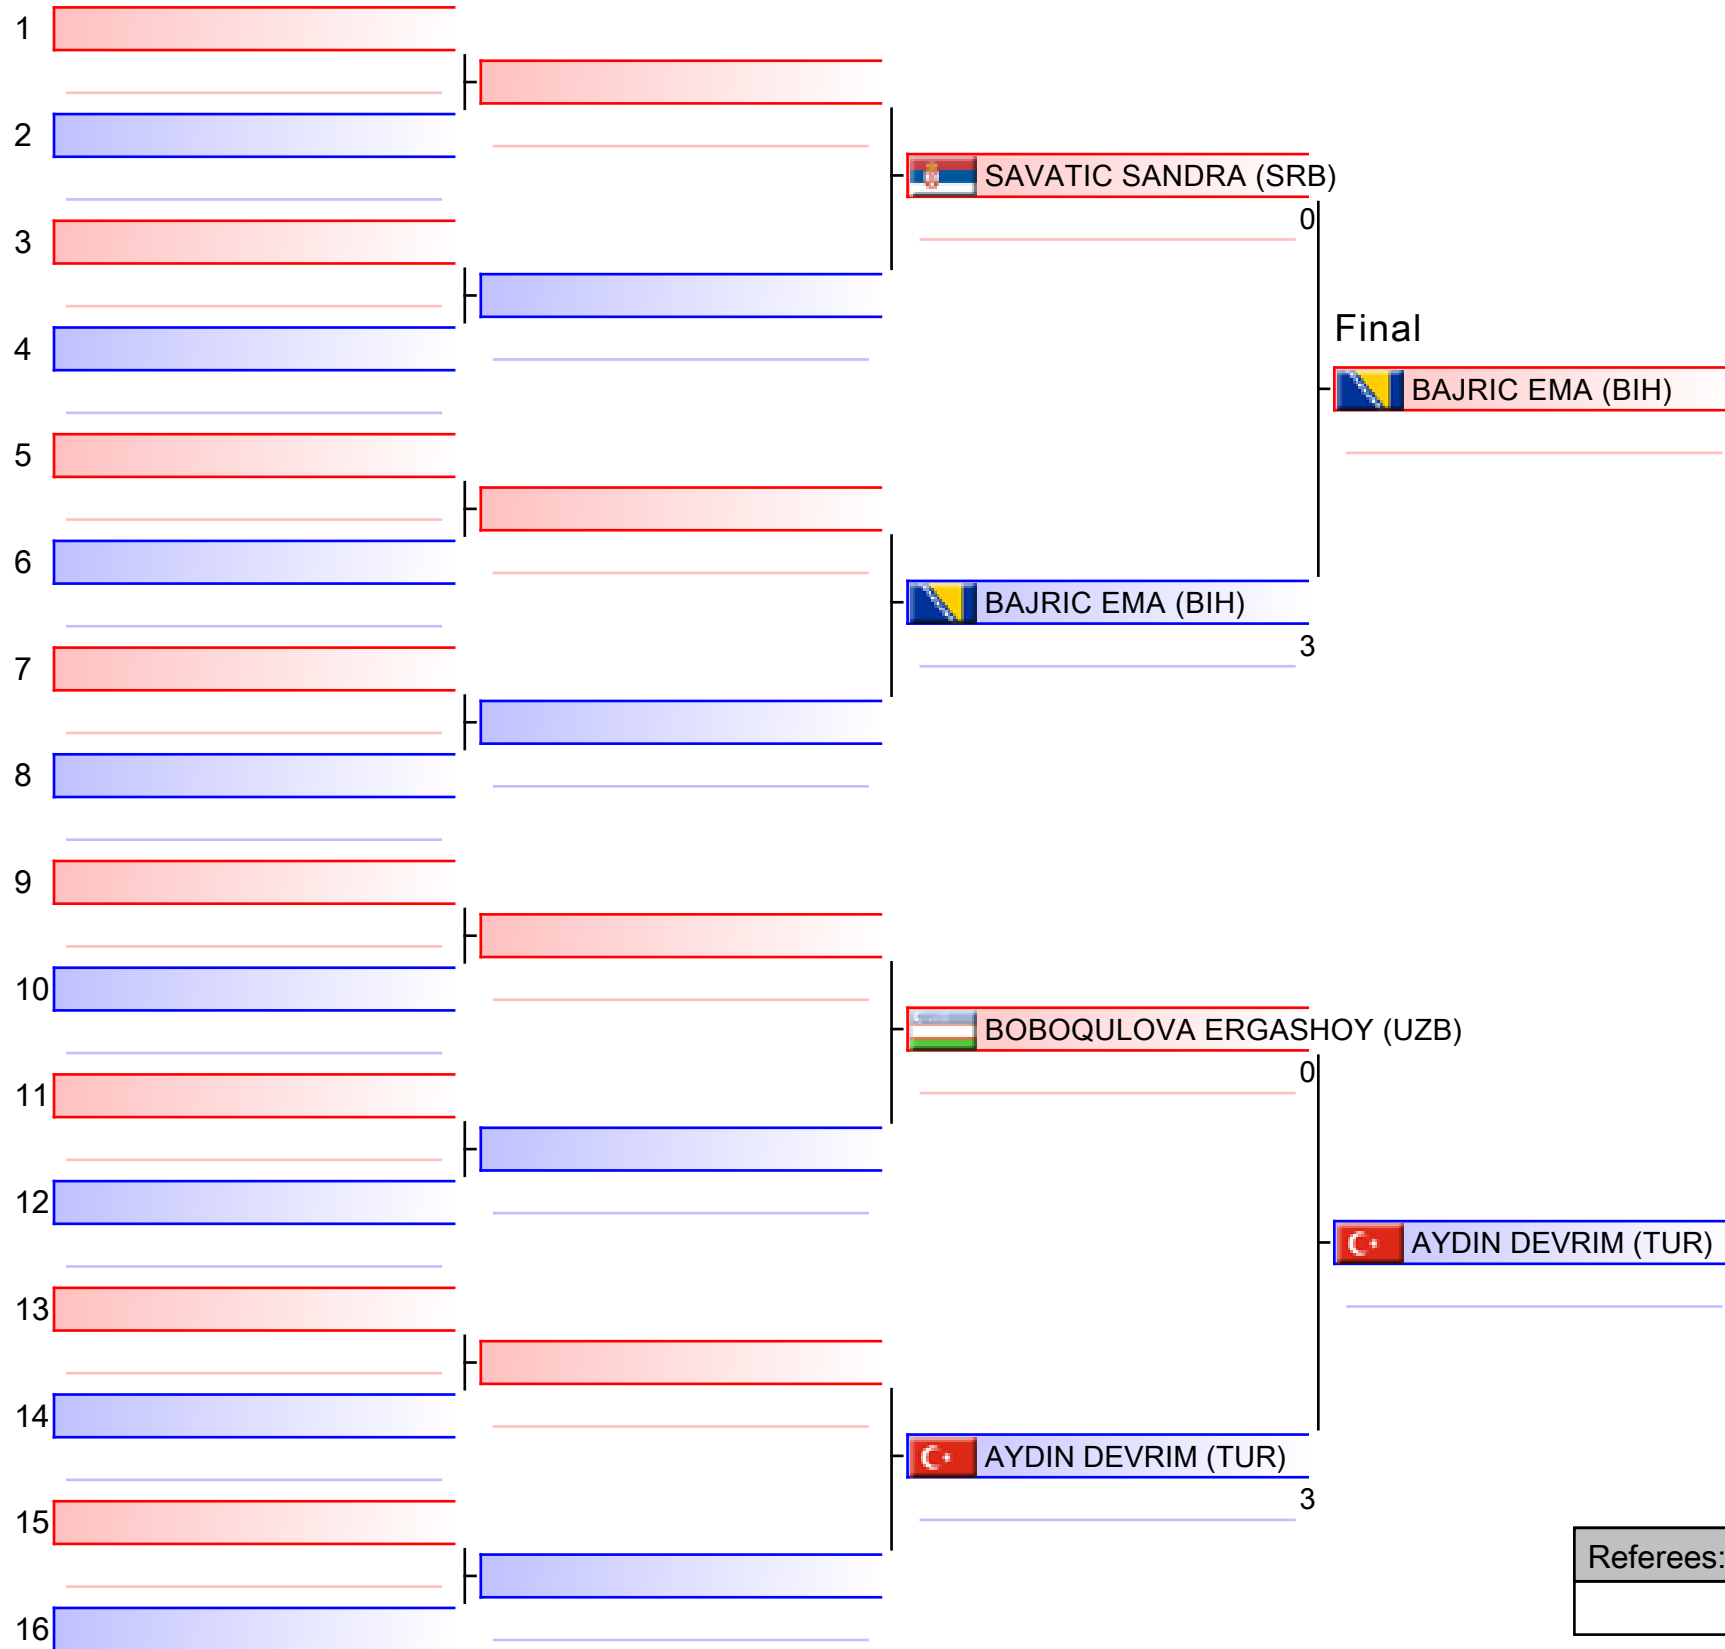 1
2
SAVATIC SANDRA (SRB)
0
3
Final
4
BAJRIC EMA (BIH)
5
6
BAJRIC EMA (BIH)
3
7
8
9
10
BOBOQULOVA ERGASHOY (UZB)
0
11
12
AYDIN DEVRIM (TUR)
13
14
AYDIN DEVRIM (TUR)
3
15
Referees:
16